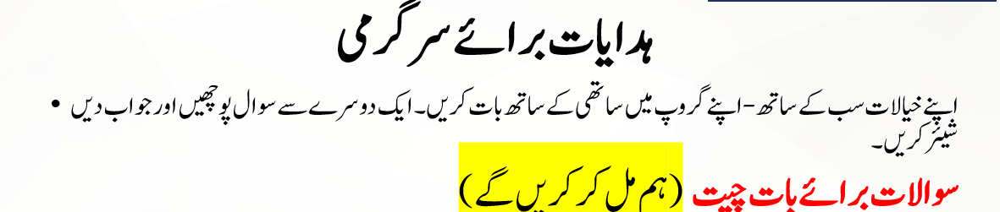 ہدایات برائے سرگرمی
اپنے خیالات سب کے ساتھ - اپنے گروپ میں ساتھی کے ساتھ بات کریں۔ ایک دوسرے سے سوال پوچھیں اور جواب دیں •
شیئر کریں۔
سوالات برائے بات چیت (ہم مل کر کریں گے)